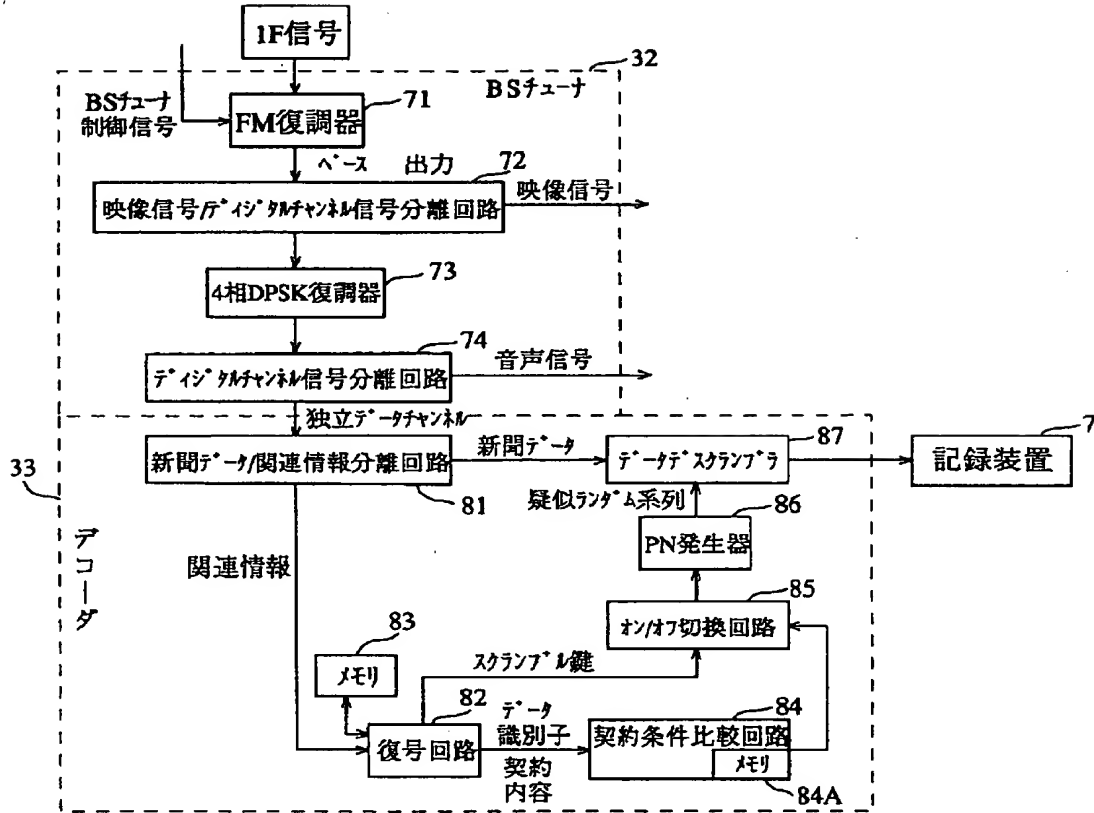 1F信号
32
BSチューナ
BSチューナ
制御信号
71
FM復調器
ベース 出力
72
映像信号/ディジタルチャンネル信号分離回路
映像信号
73
4相DPSK復調器
74
ディジタルチャンネル信号分離回路
音声信号
独立データチャンネル
33
デコーダ
新聞データ/関連情報分離回路
81
新聞データ
87
データデスクランブラ
7
記録装置
疑似ランダム系列
86
PN発生器
関連情報
85
オン/オフ切換回路
83
メモリ
スクランブル鍵
82
復号回路
データ
識別子
契約
内容
84
契約条件比較回路
メモリ
84A